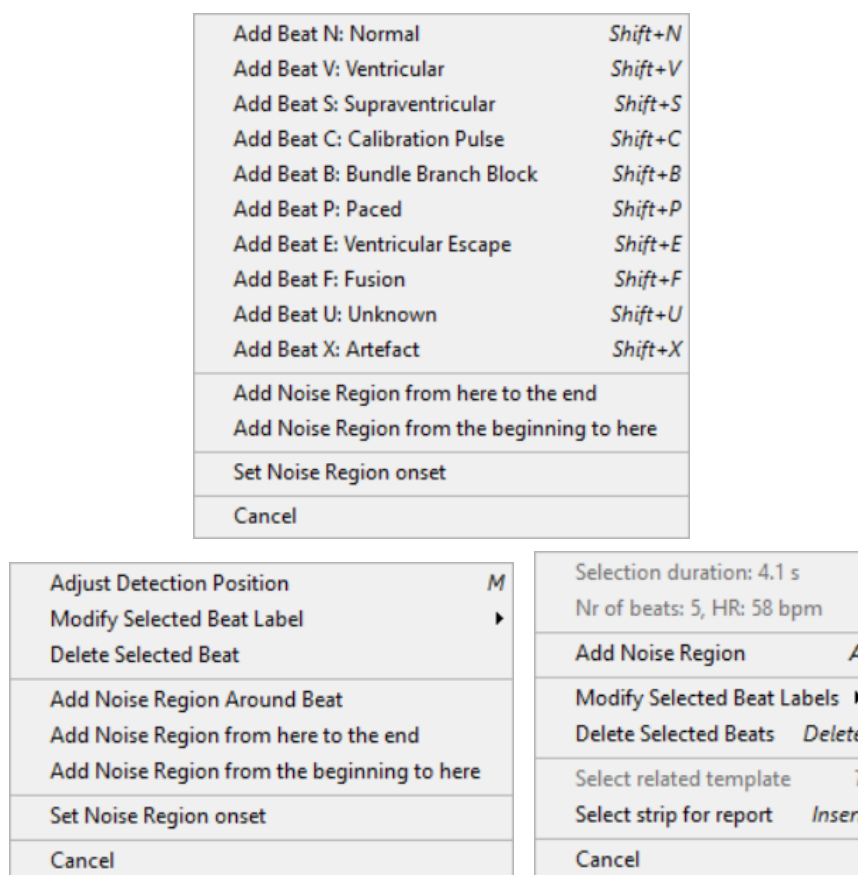 Add Beat N: Normal Shift+N
Add Beat V: Ventricular Shift+V
Add Beat S: Supraventricular Shift+S
Add Beat C: Calibration Pulse Shift+C
Add Beat B: Bundle Branch Block Shift+B
Add Beat P: Paced Shift+P
Add Beat E: Ventricular Escape Shift+E
Add Beat F: Fusion Shift+F
Add Beat U: Unknown Shift+U
Add Beat X: Artefact Shift+X
Add Noise Region from here to the end
Add Noise Region from the beginning to here
Set Noise Region onset
Cancel
Adjust Detection Position M
Modify Selected Beat Label
Delete Selected Beat
Add Noise Region Around Beat
Add Noise Region from here to the end
Add Noise Region from the beginning to here
Set Noise Region onset
Cancel
Selection duration: 4.1 s
Nr of beats: 5, HR: 58 bpm
Add Noise Region A
Modify Selected Beat Labels
Delete Selected Beats Delete
Select related template
Select strip for report Inser
Cancel